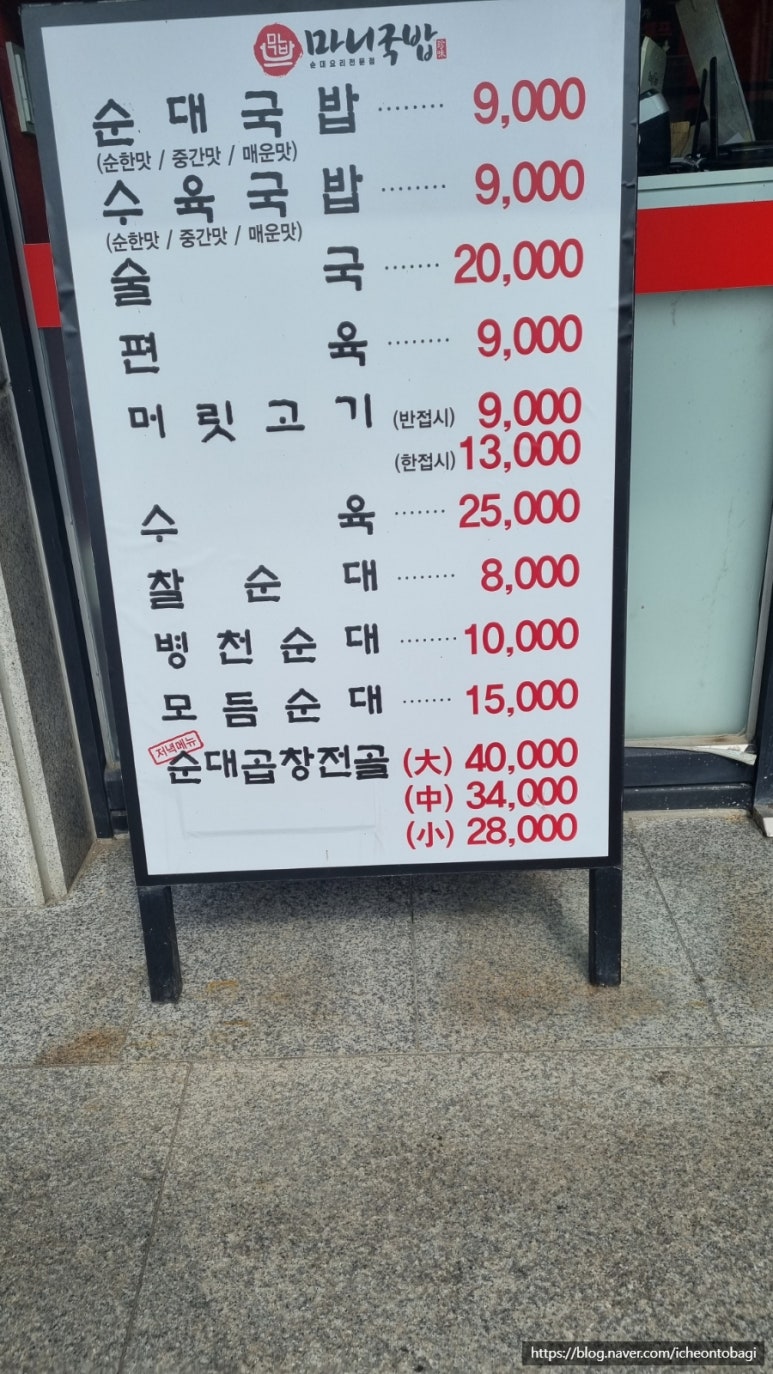 마니국밥
순대요리전문점
순대국밥 ········ 9,000
(순한맛 / 중간맛 / 매운맛)
수육국밥 ········ 9,000
(순한맛 / 중간맛 / 매운맛)
술국 ······· 20,000
편육 ········ 9,000
머릿고기 (반접시) 9,000
(한접시) 13,000
수육 ······· 25,000
찰순대 ········ 8,000
병천순대 ········ 10,000
모듬순대 ······· 15,000
저녁메뉴
순대곱창전골 (大) 40,000
(中) 34,000
(小) 28,000
https://blog.naver.com/icheontobagi